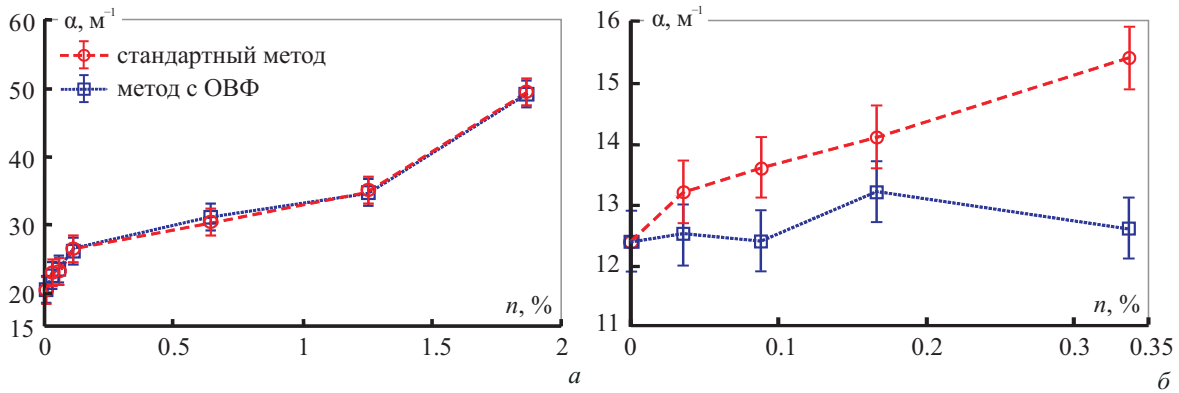 α, м⁻¹
60
50
40
30
20
15
стандартный метод
метод с ОВФ
n, %
0 0.5 1 1.5 2
а
α, м⁻¹
16
15
14
13
12
11
n, %
0 0.1 0.2 0.3 0.35
б